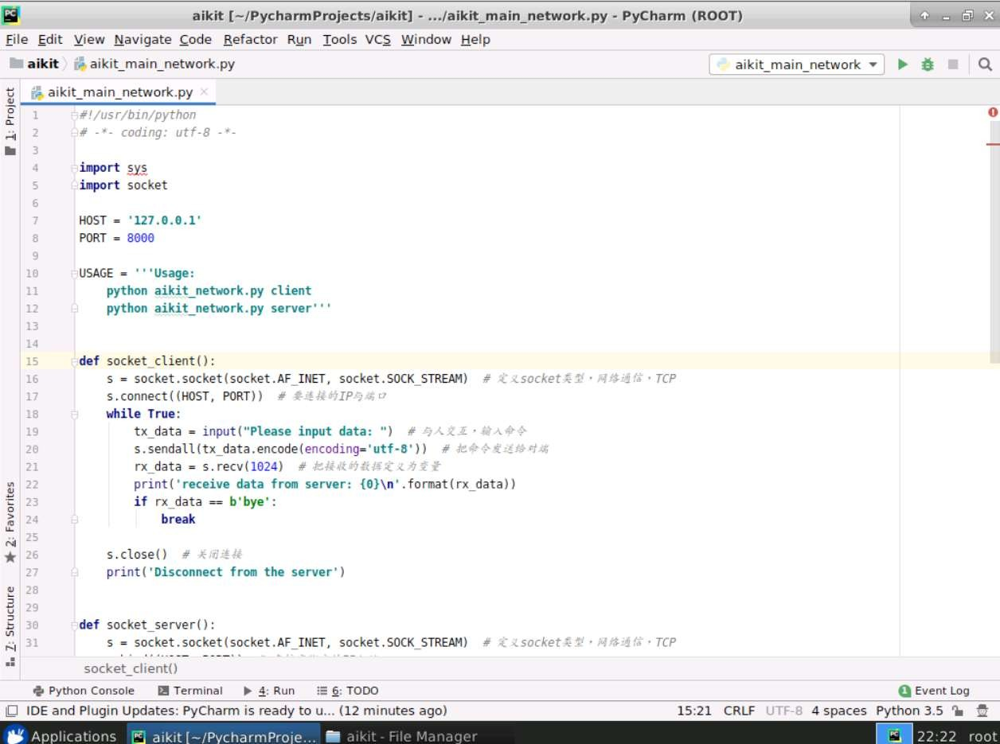 aikit [~/PycharmProjects/aikit] - .../aikit_main_network.py - PyCharm (ROOT)
File Edit View Navigate Code Refactor Run Tools VCS Window Help
aikit aikit_main_network.py aikit_main_network
aikit_main_network.py
1: Project
2: Favorites
7: Structure
1 #!/usr/bin/python
2 # -*- coding: utf-8 -*-
3
4 import sys
5 import socket
6
7 HOST = '127.0.0.1'
8 PORT = 8000
9
10 USAGE = '''Usage:
11 python aikit_network.py client
12 python aikit_network.py server'''
13
14
15 def socket_client():
16 s = socket.socket(socket.AF_INET, socket.SOCK_STREAM) # 定义socket类型，网络通信，TCP
17 s.connect((HOST, PORT)) # 要连接的IP与端口
18 while True:
19 tx_data = input("Please input data: ") # 与人交互，输入命令
20 s.sendall(tx_data.encode(encoding='utf-8')) # 把命令发送给对端
21 rx_data = s.recv(1024) # 把接收的数据定义为变量
22 print('receive data from server: {0}\n'.format(rx_data))
23 if rx_data == b'bye':
24 break
25
26 s.close() # 关闭连接
27 print('Disconnect from the server')
28
29
30 def socket_server():
31 s = socket.socket(socket.AF_INET, socket.SOCK_STREAM) # 定义socket类型，网络通信，TCP
socket_client()
Python Console Terminal 4: Run 6: TODO 1 Event Log
IDE and Plugin Updates: PyCharm is ready to u... (12 minutes ago) 15:21 CRLF UTF-8 4 spaces Python 3.5
Applications aikit [~/PycharmProje... aikit - File Manager 22:22 root